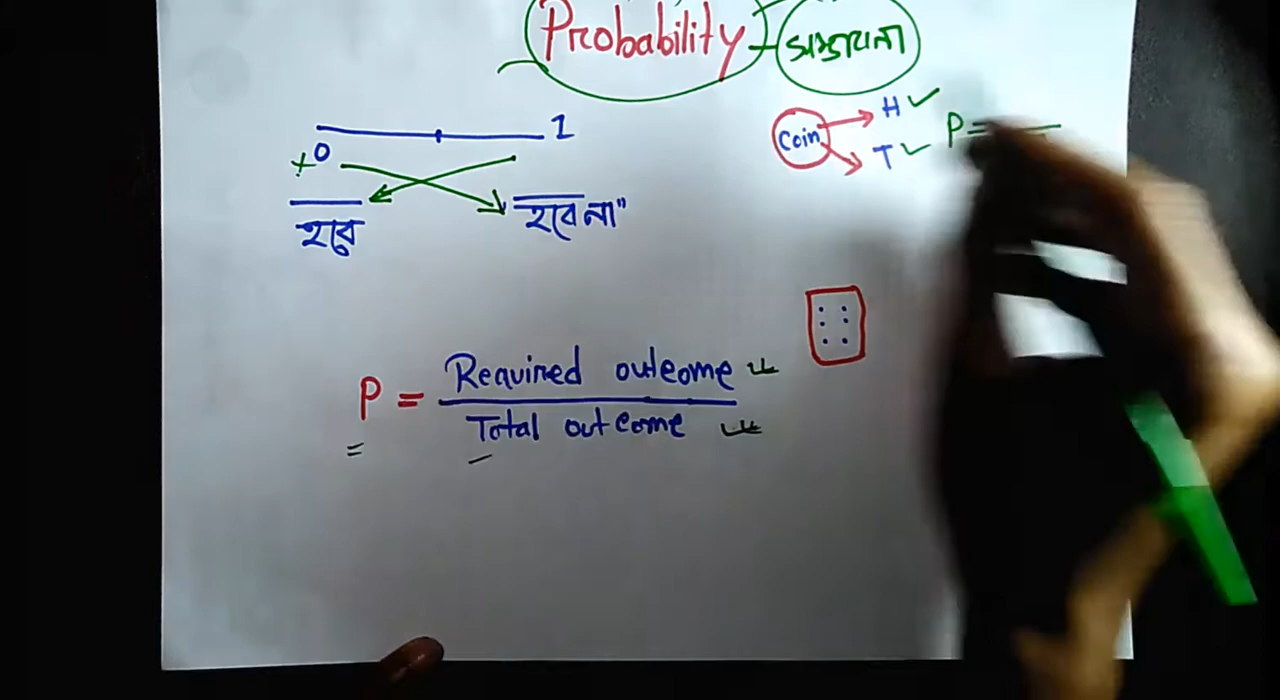 Probability সম্ভাবনা
0 1
হবে হবে না"
Coin H T P =
P = Required outcome
Total outcome